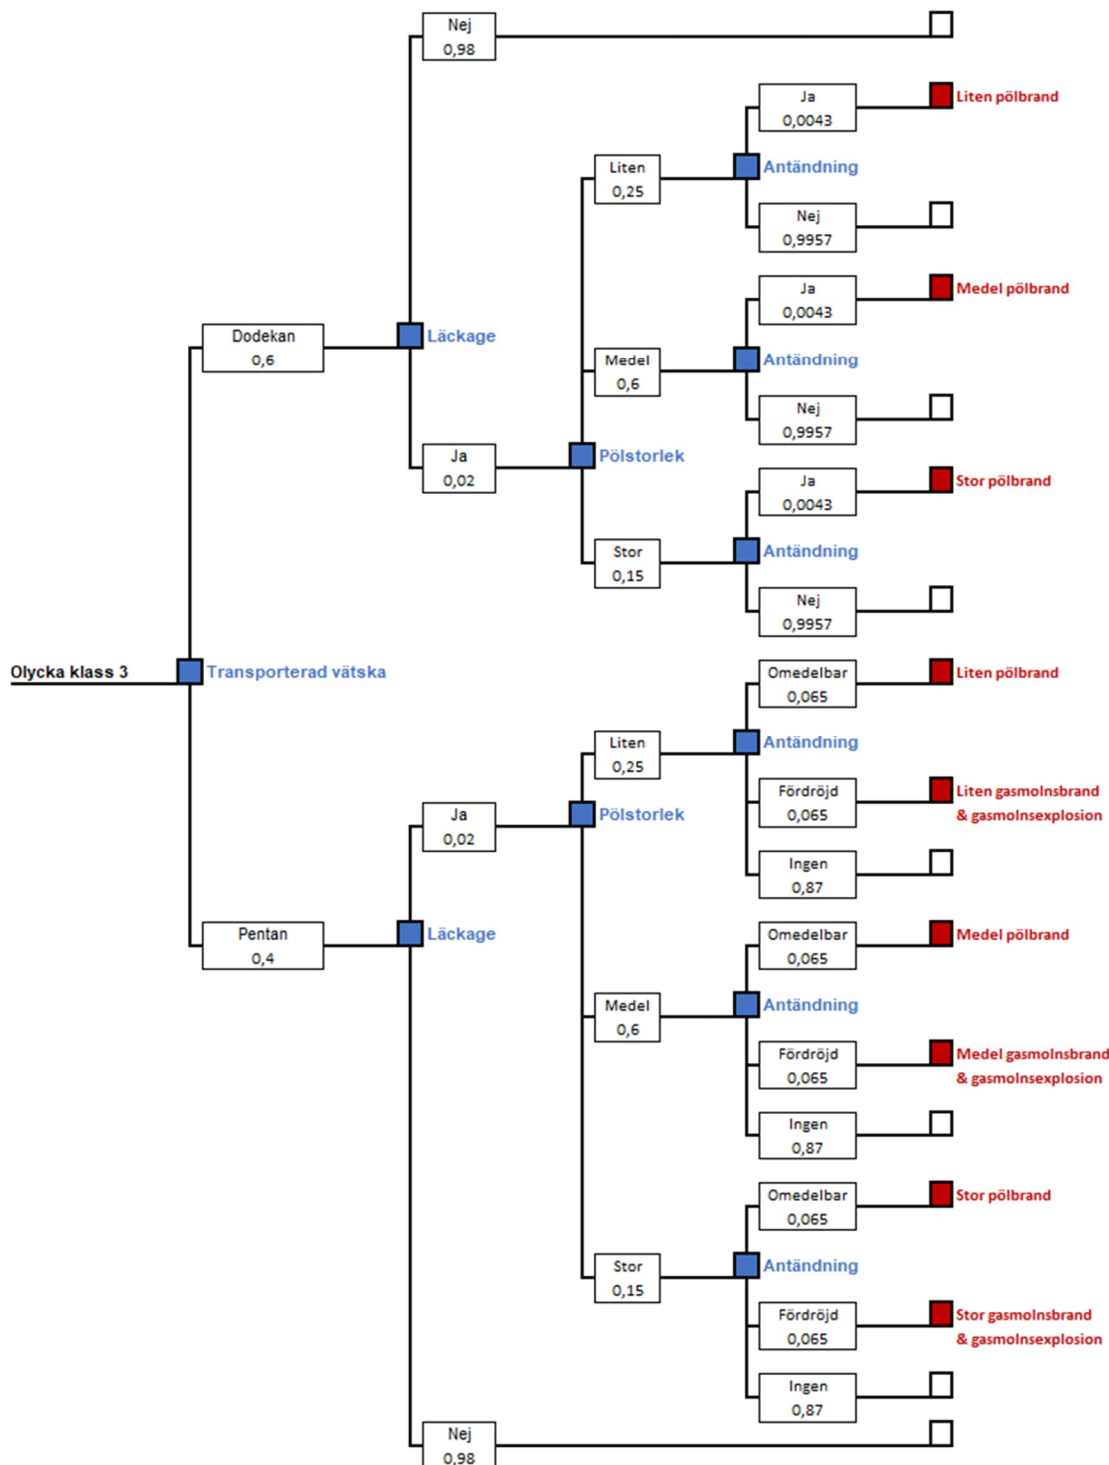 Nej
0,98
Ja
0,0043
Liten pölbrand
Liten
0,25
Antändning
Nej
0,9957
Ja
0,0043
Medel pölbrand
Dodekan
0,6
Läckage
Medel
0,6
Antändning
Nej
0,9957
Ja
0,02
Pölstorlek
Ja
0,0043
Stor pölbrand
Stor
0,15
Antändning
Nej
0,9957
Olycka klass 3
Transporterad vätska
Omedelbar
0,065
Liten pölbrand
Liten
0,25
Antändning
Ja
0,02
Pölstorlek
Fördröjd
0,065
Liten gasmolnsbrand
& gasmolnsexplosion
Ingen
0,87
Pentan
0,4
Läckage
Omedelbar
0,065
Medel pölbrand
Medel
0,6
Antändning
Fördröjd
0,065
Medel gasmolnsbrand
& gasmolnsexplosion
Ingen
0,87
Omedelbar
0,065
Stor pölbrand
Stor
0,15
Antändning
Fördröjd
0,065
Stor gasmolnsbrand
& gasmolnsexplosion
Ingen
0,87
Nej
0,98